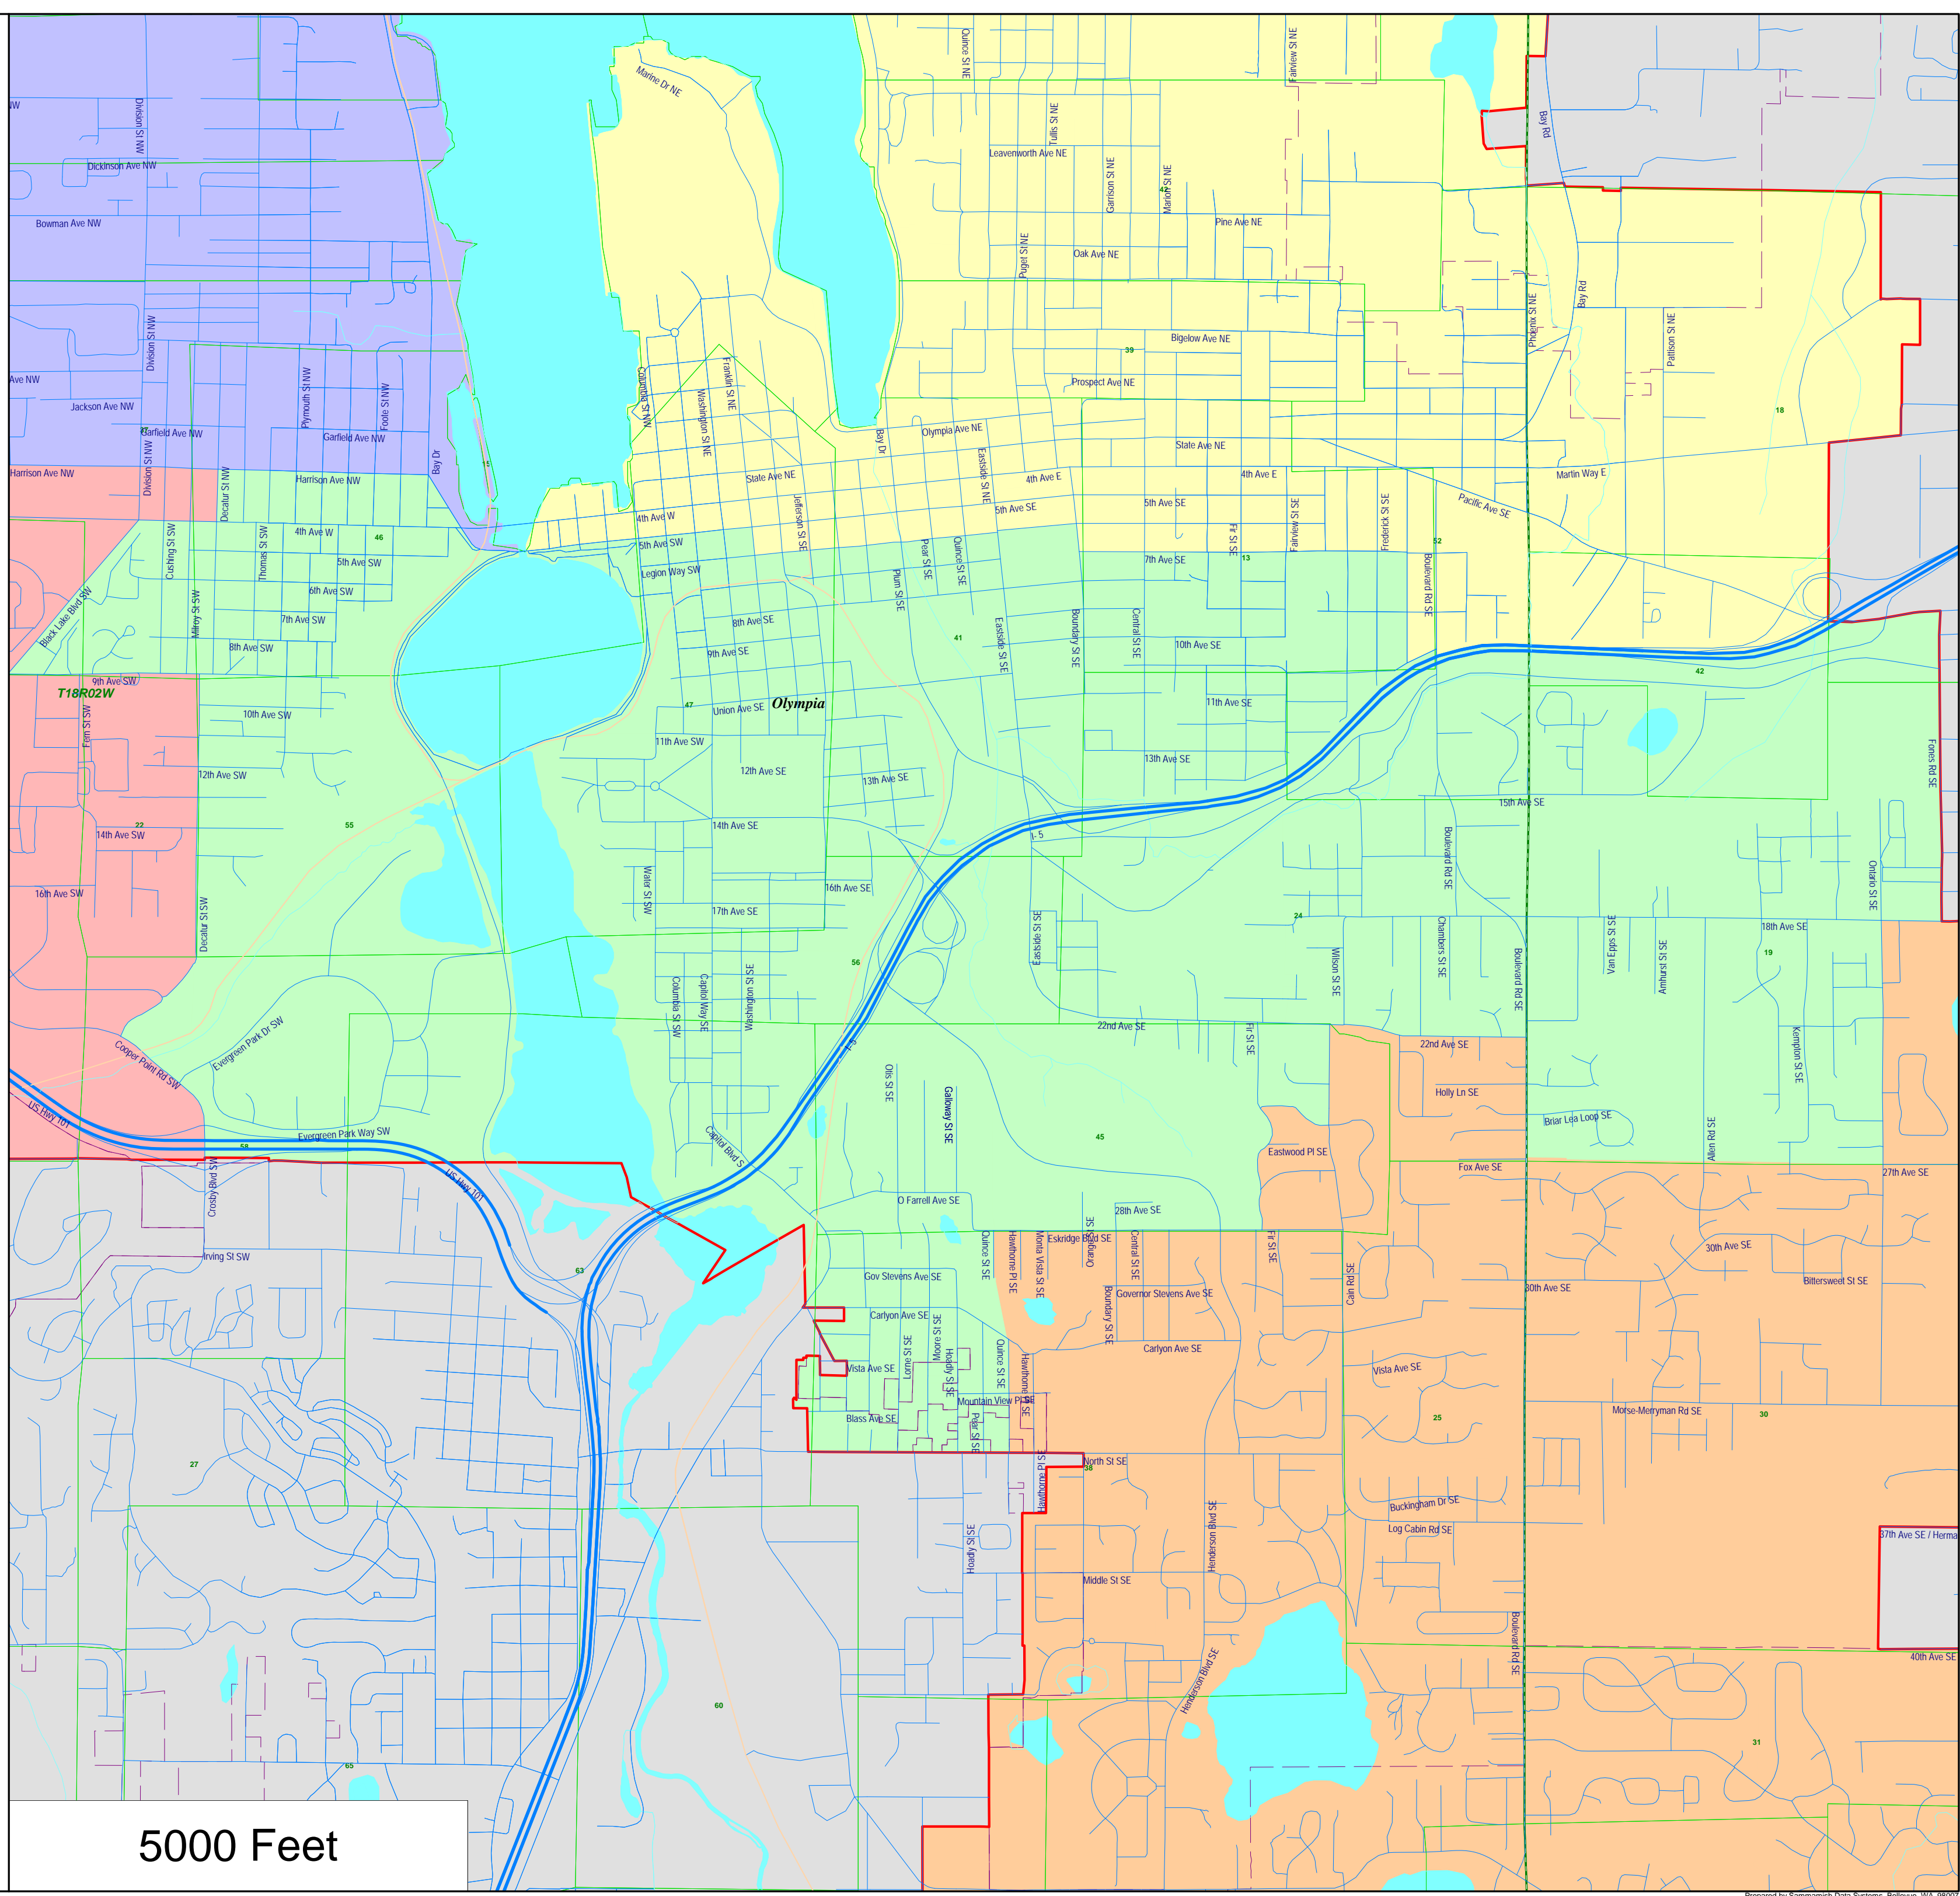 Marine Dr NE
Quince St NE
Fairview St NE
NW
Division St NW
Dickinson Ave NW
Bowman Ave NW
Leavenworth Ave NE
Tullis St NE
Garrison St NE
Marion St NE
42
Pine Ave NE
Oak Ave NE
Puget St NE
Bay Rd
Bay Rd
Phoenix St NE
Pattison St NE
Division St NW
Ave NW
Jackson Ave NW
Garfield Ave NW
Garfield Ave NW
Plymouth St NW
Foote St NW
Columbia St NW
Washington St NE
Franklin St NE
Bigelow Ave NE
39
Prospect Ave NE
18
Olympia Ave NE
State Ave NE
State Ave NE
Bay Dr
Bay Dr
15
Harrison Ave NW
Harrison Ave NW
Division St NW
Decatur St NW
Eastside St NE
4th Ave E
4th Ave E
Martin Way E
Pacific Ave SE
5th Ave SE
5th Ave SE
Jefferson St SE
4th Ave W
4th Ave W
46
5th Ave SW
5th Ave SW
Cushing St SW
Thomas St SW
Legion Way SW
Pear St SE
Quince St SE
Plum St SE
7th Ave SE
13
Fir St SE
Fairview St SE
Frederick St SE
52
Boulevard Rd SE
6th Ave SW
7th Ave SW
8th Ave SW
Milroy St SW
Black Lake Blvd SW
8th Ave SE
9th Ave SE
41
Eastside St SE
Boundary St SE
Central St SE
10th Ave SE
9th Ave SW
T18R02W
42
Fern St SW
10th Ave SW
47
Union Ave SE
Olympia
11th Ave SE
11th Ave SW
12th Ave SW
12th Ave SE
13th Ave SE
13th Ave SE
Fones Rd SE
15th Ave SE
22
14th Ave SW
55
14th Ave SE
I- 5
Boulevard Rd SE
16th Ave SW
Water St SW
16th Ave SE
Ontario St SE
17th Ave SE
24
18th Ave SE
Decatur St SW
Eastside St SE
Wilson St SE
Chambers St SE
Boulevard Rd SE
Van Epps St SE
Amhurst St SE
19
56
Columbia St SW
Capitol Way SE
Washington St SE
22nd Ave SE
22nd Ave SE
Fir St SE
Kempton St SE
Evergreen Park Dr SW
Cooper Point Rd SW
I- 5
Otis St SE
Galloway St SE
Holly Ln SE
US Hwy 101
Briar Lea Loop SE
Evergreen Park Way SW
58
Capitol Blvd S
45
Allen Rd SE
Eastwood Pl SE
Fox Ave SE
27th Ave SE
US Hwy 101
Crosby Blvd SW
O Farrell Ave SE
28th Ave SE
Irving St SW
Quince St SE
Hawthorne Pl SE
Monta Vista St SE
Eskridge Blvd SE
Orange St SE
Central St SE
Fir St SE
30th Ave SE
63
Gov Stevens Ave SE
Governor Stevens Ave SE
Cain Rd SE
30th Ave SE
Bittersweet St SE
Carlyon Ave SE
Boundary St SE
Carlyon Ave SE
Moore St SE
Lorne St SE
Hoadly St SE
Quince St SE
Vista Ave SE
Vista Ave SE
Mountain View Pl SE
Blass Ave SE
Pear St SE
25
Morse-Merryman Rd SE
30
27
North St SE
38
Hawthorne Pl SE
Buckingham Dr SE
Log Cabin Rd SE
37th Ave SE / Herma
Hoadly St SE
Henderson Blvd SE
Middle St SE
Boulevard Rd SE
40th Ave SE
Henderson Blvd SE
60
31
65
5000 Feet
Prepared by Sammamish Data Systems, Bellevue, WA, 98007